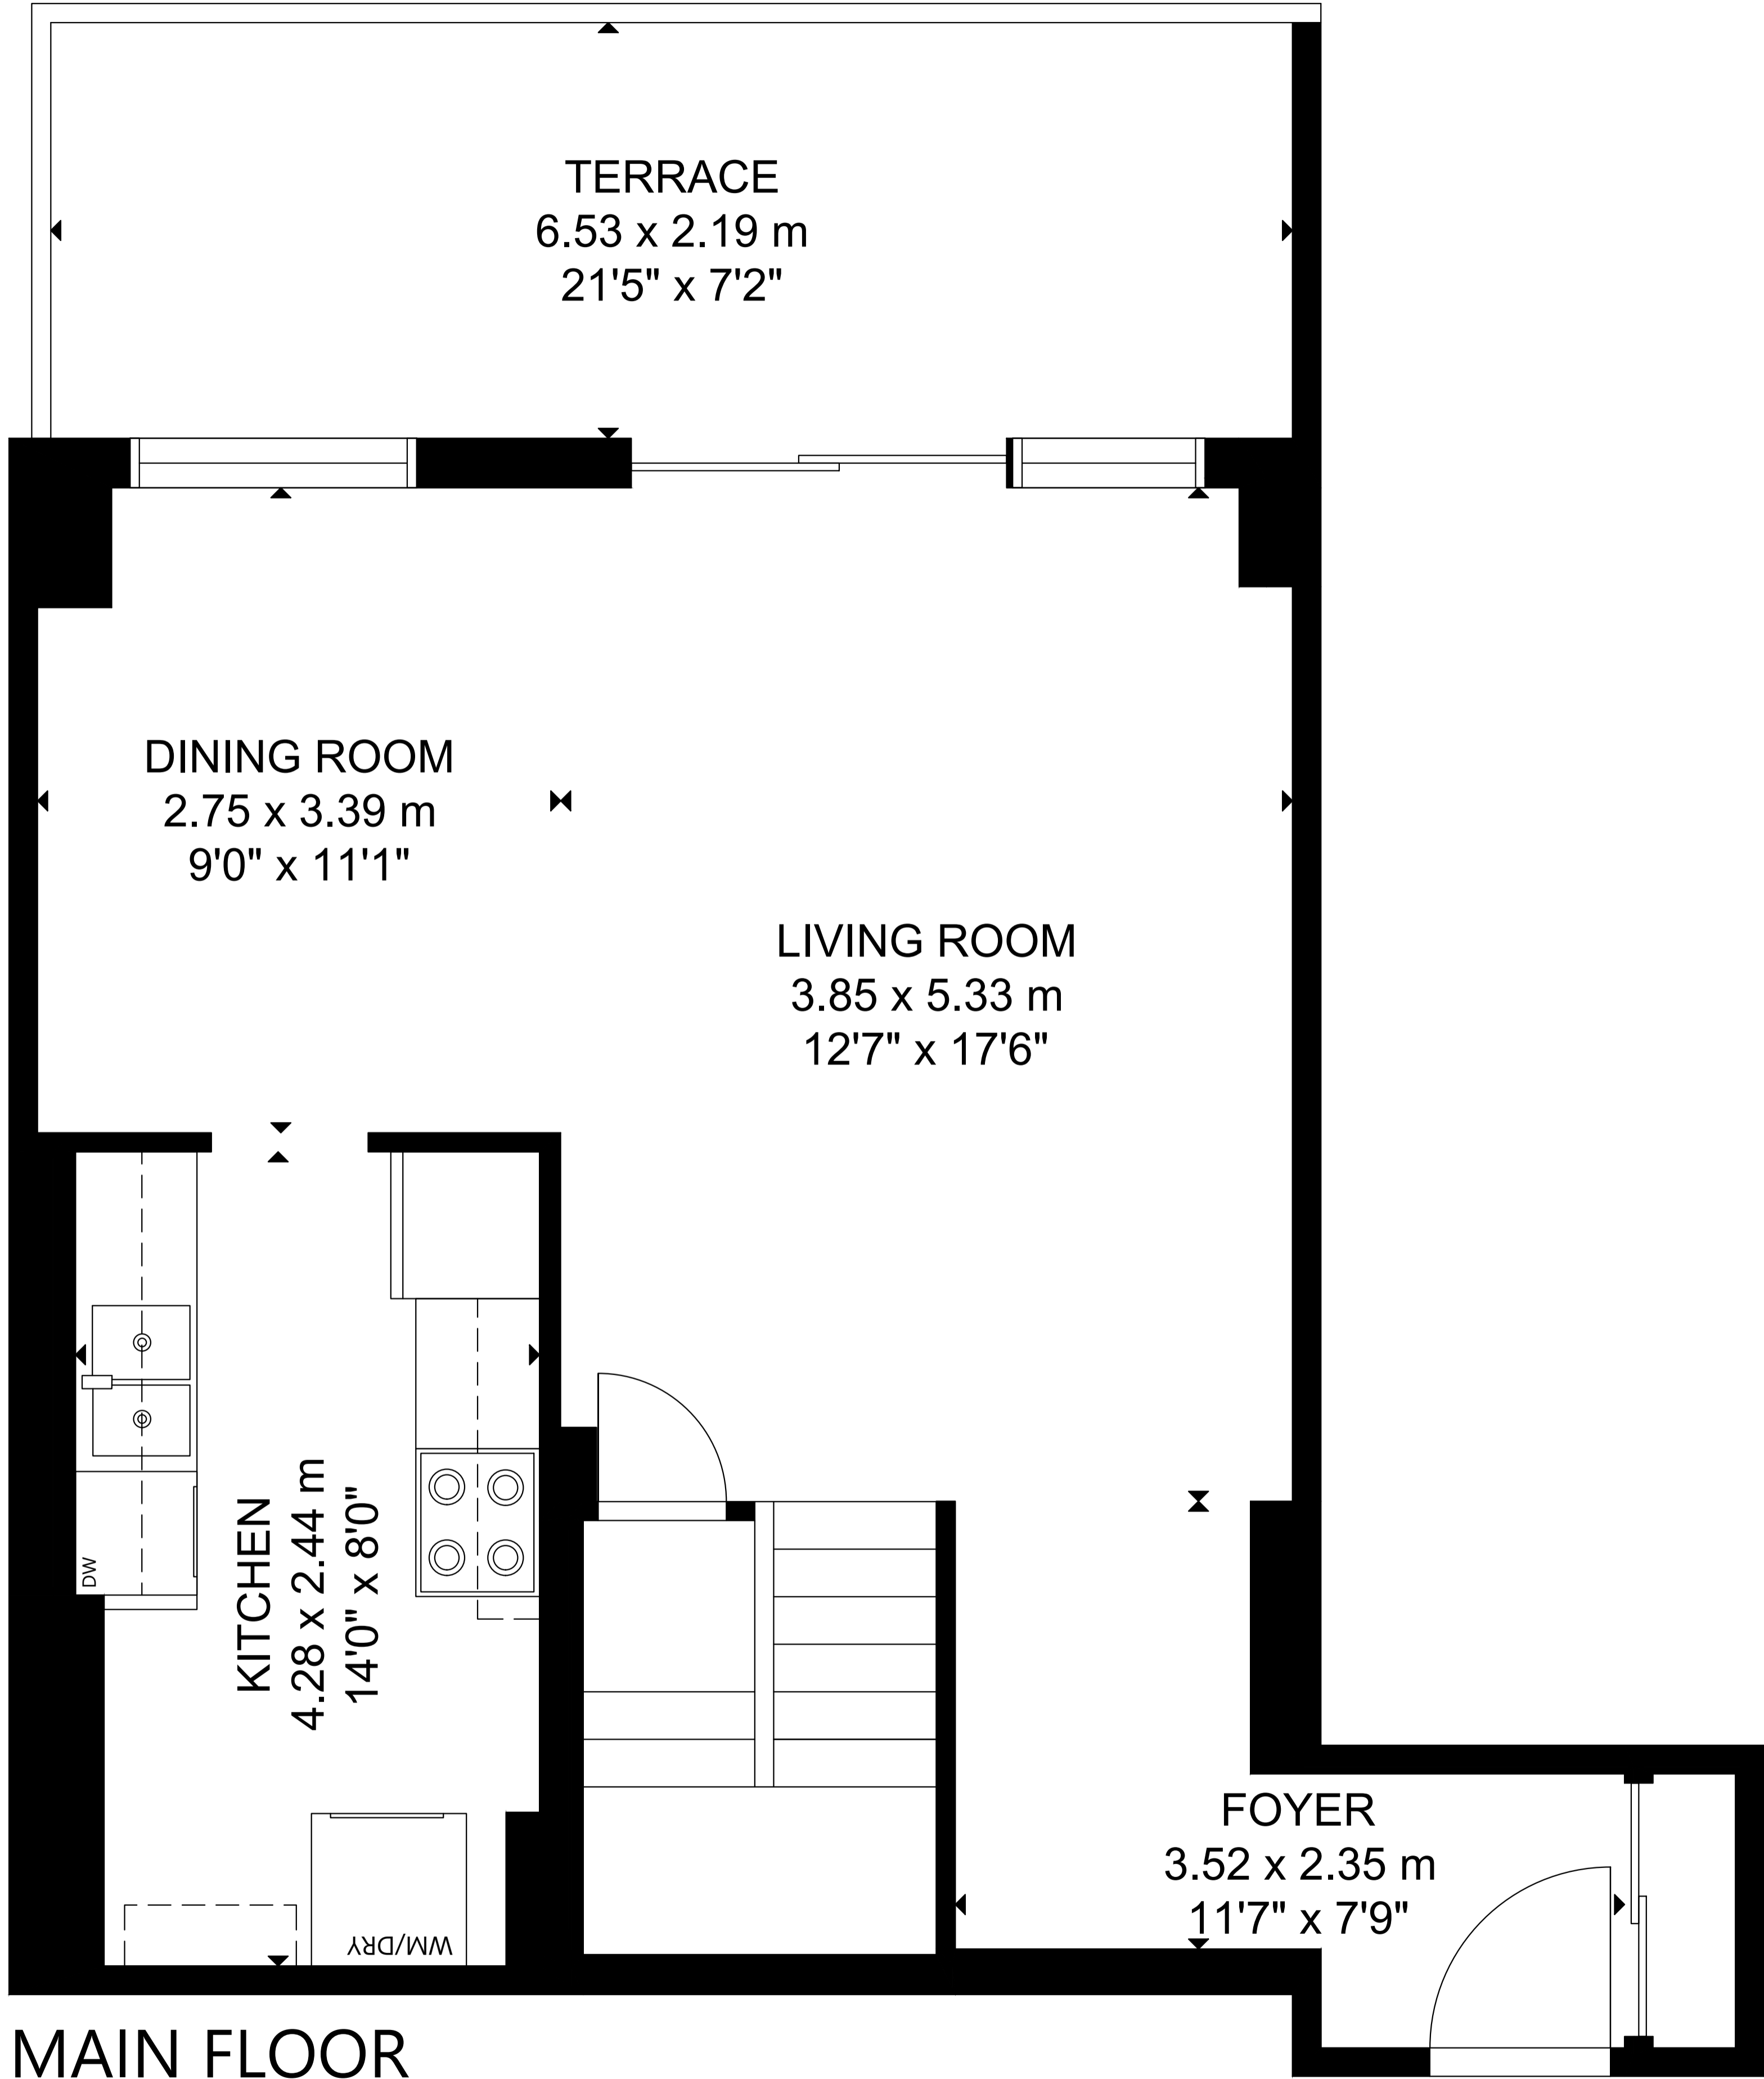 TERRACE
6.53 x 2.19 m
21'5" x 7'2"
DINING ROOM
2.75 x 3.39 m
9'0" x 11'1"
LIVING ROOM
3.85 x 5.33 m
12'7" x 17'6"
KITCHEN
4.28 x 2.44 m
14'0" x 8'0"
DW
WM/DRY
FOYER
3.52 x 2.35 m
11'7" x 7'9"
MAIN FLOOR